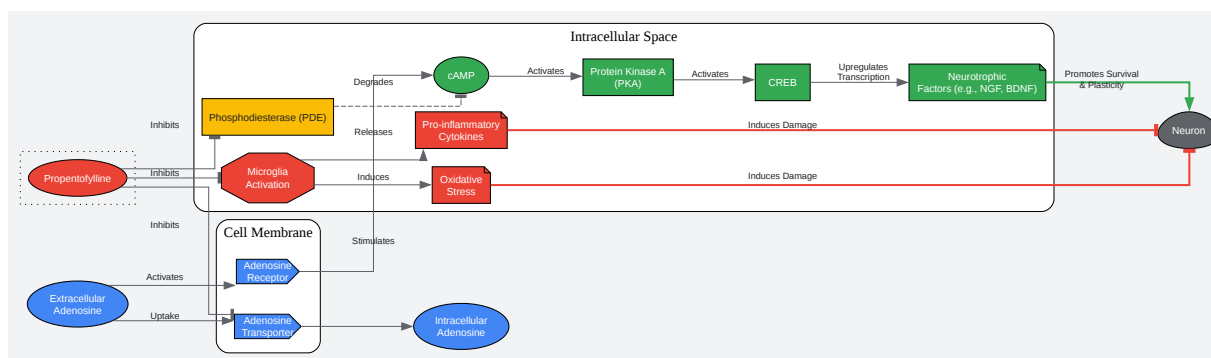 Intracellular Space
Degrades
cAMP
Activates
Protein Kinase A
(PKA)
Activates
CREB
Upregulates
Transcription
Neurotrophic
Factors (e.g., NGF, BDNF)
Promotes Survival
& Plasticity
Phosphodiesterase (PDE)
Inhibits
Releases
Pro-inflammatory
Cytokines
Induces Damage
Neuron
Propentofylline
Inhibits
Microglia
Activation
Induces
Oxidative
Stress
Induces Damage
Inhibits
Cell Membrane
Stimulates
Adenosine
Receptor
Activates
Extracellular
Adenosine
Uptake
Adenosine
Transporter
Intracellular
Adenosine